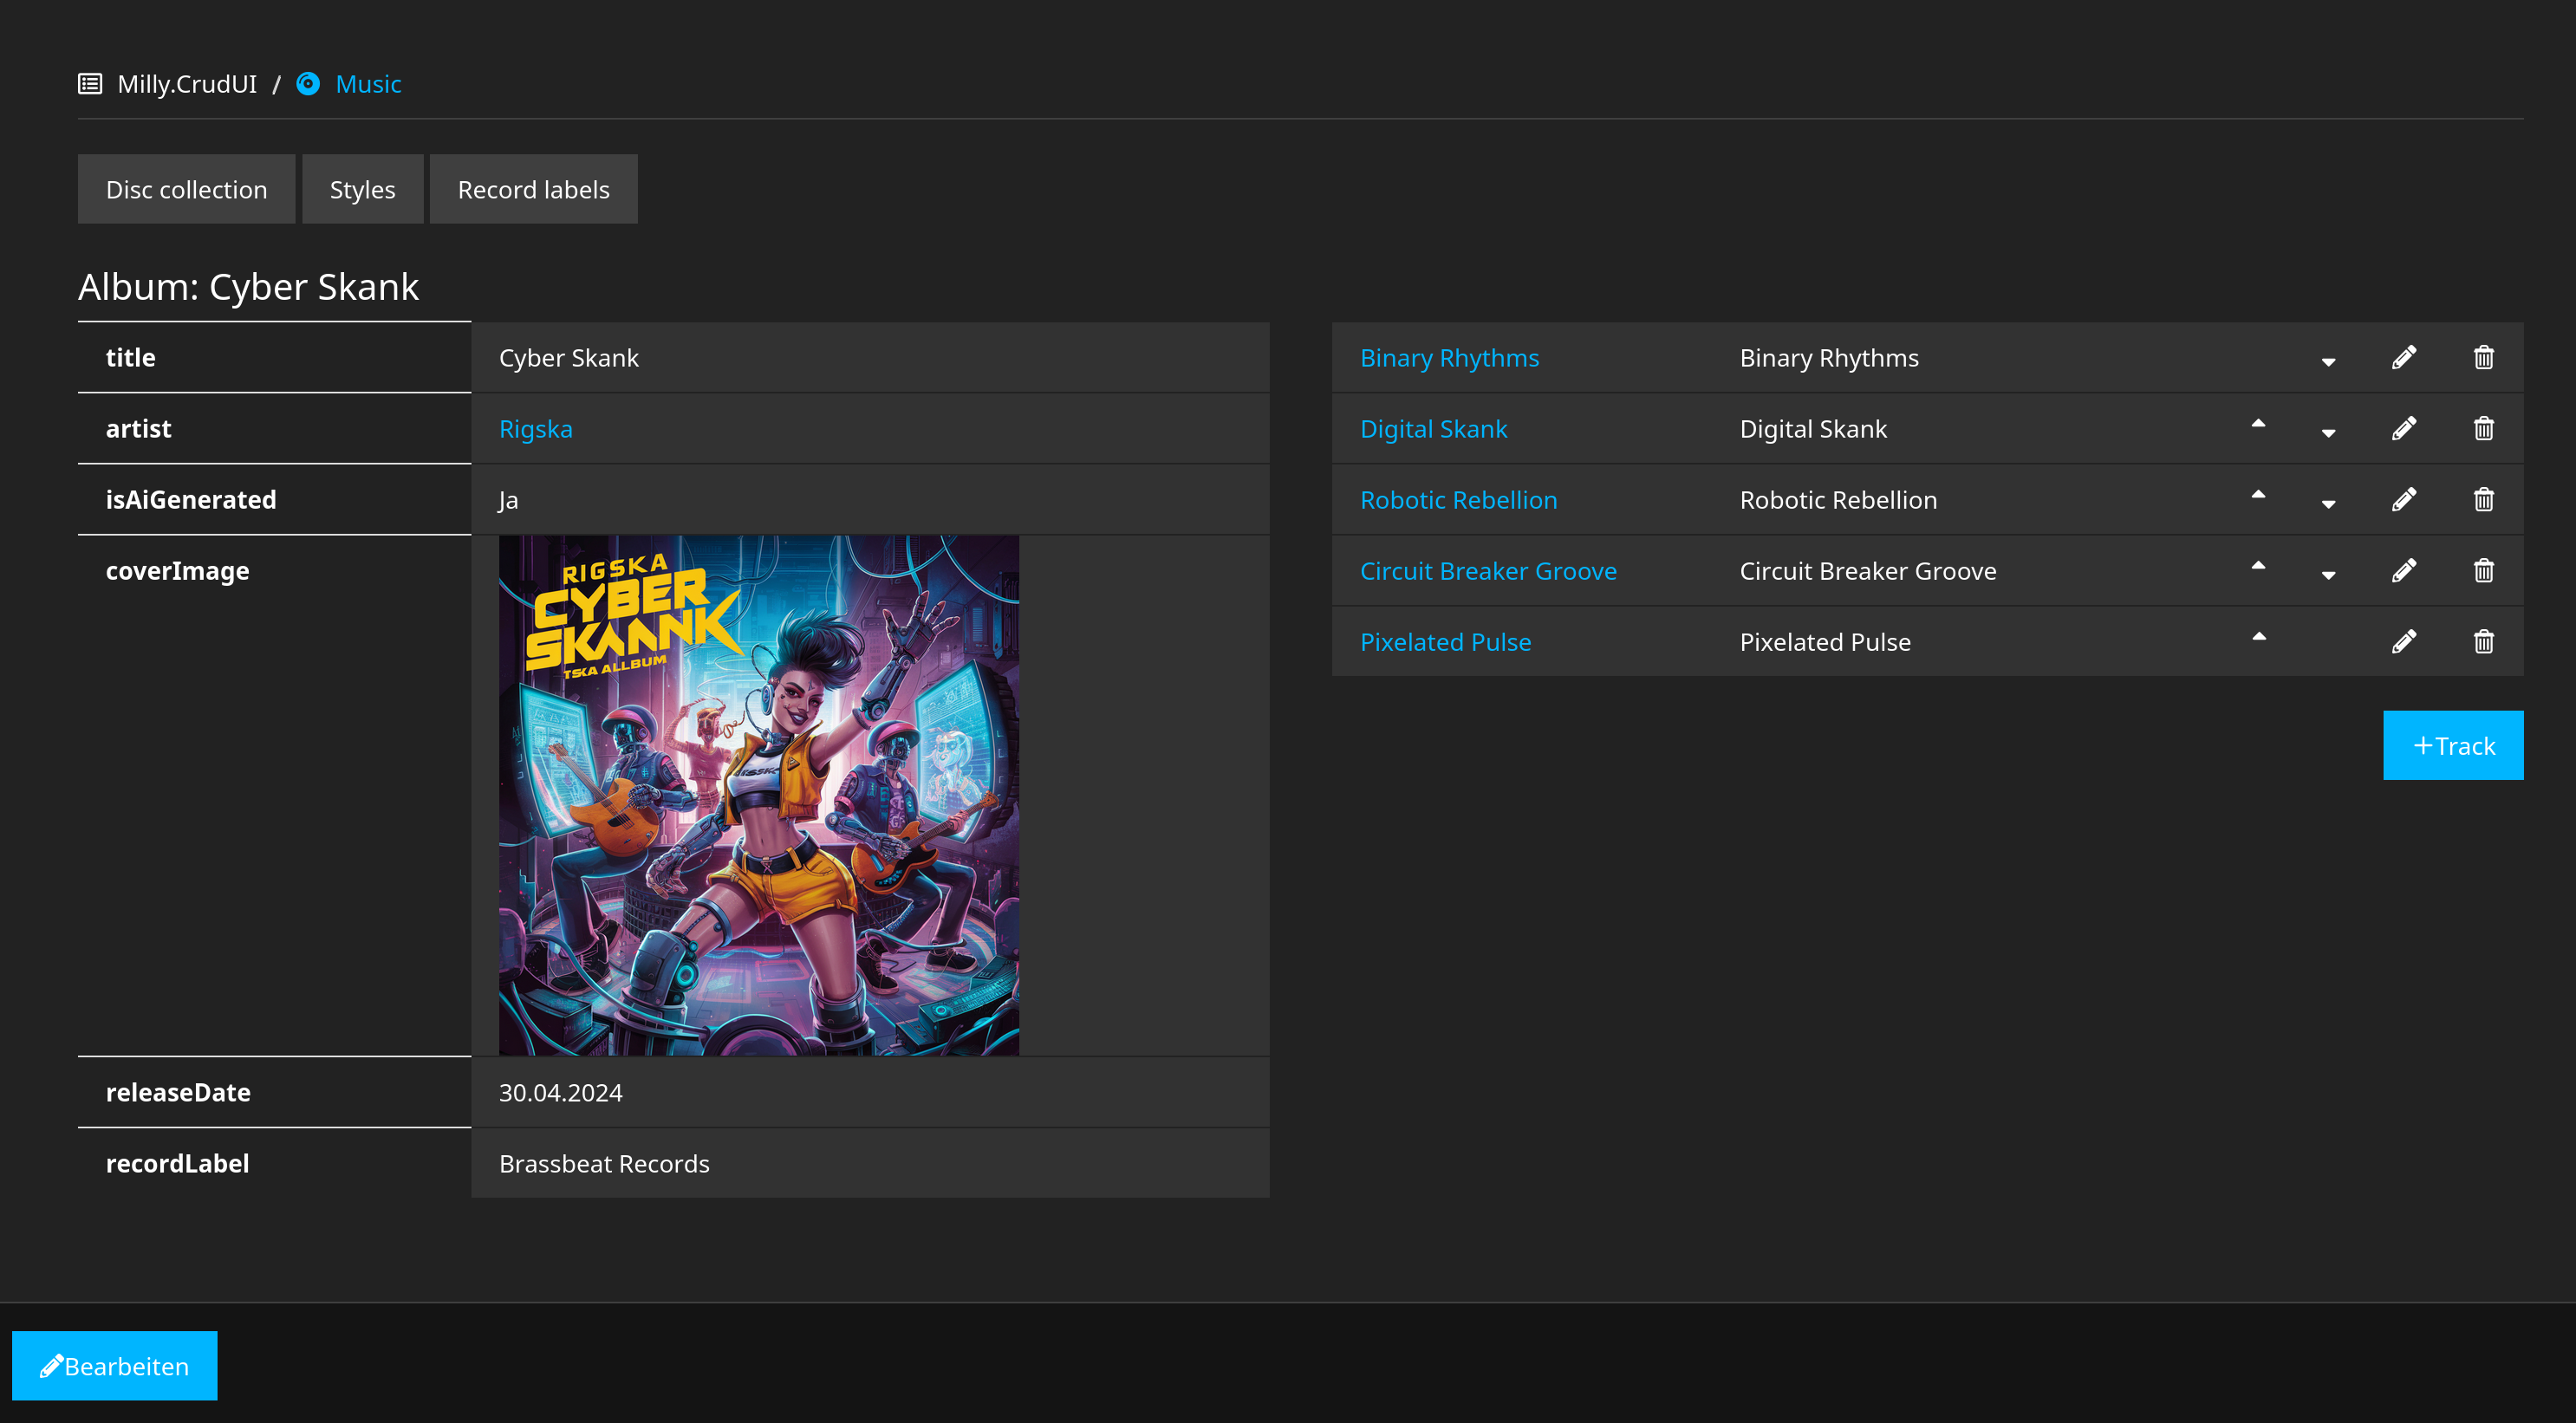 Milly.CrudUI / Music
Disc collection Styles Record labels
Album: Cyber Skank
title Cyber Skank
artist Rigska
isAiGenerated Ja
coverImage
RIGSKA
CYBER
SKAANK
TSKA ALLBUM
releaseDate 30.04.2024
recordLabel Brassbeat Records
Binary Rhythms Binary Rhythms
Digital Skank Digital Skank
Robotic Rebellion Robotic Rebellion
Circuit Breaker Groove Circuit Breaker Groove
Pixelated Pulse Pixelated Pulse
+Track
Bearbeiten